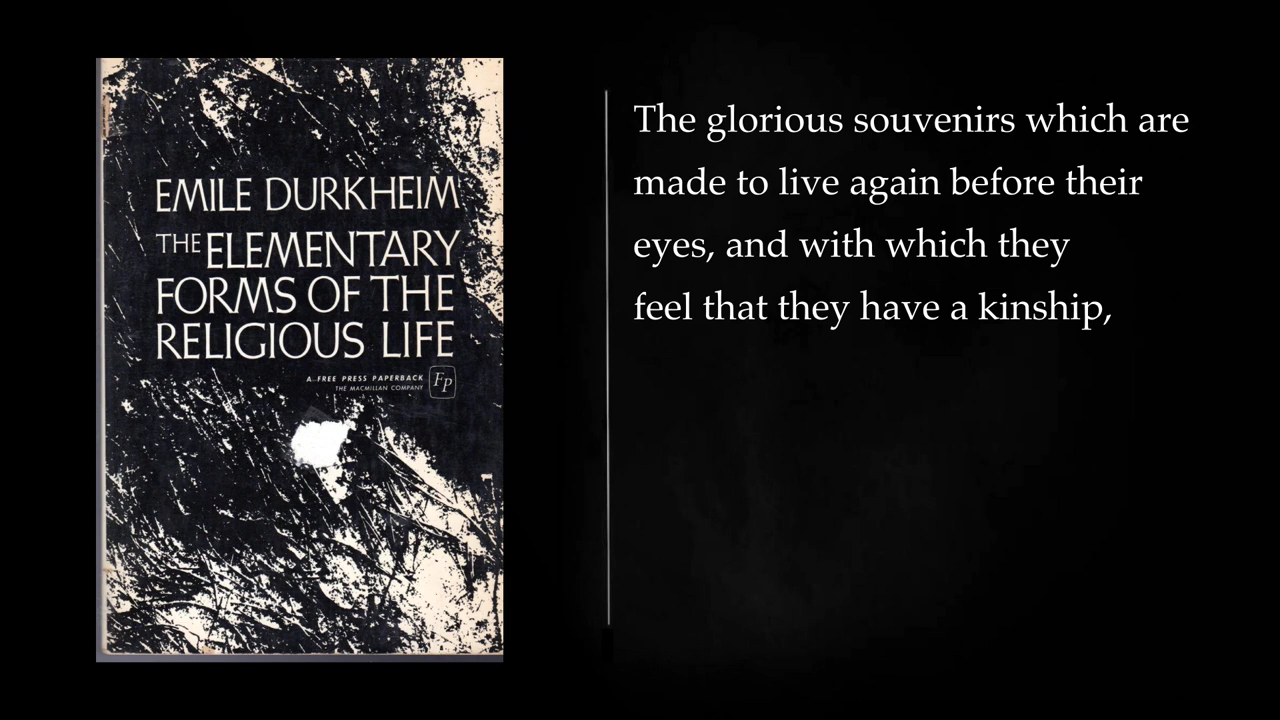 EMILE DURKHEIM
THE ELEMENTARY
FORMS OF THE
RELIGIOUS LIFE
A FREE PRESS PAPERBACK
THE MACMILLAN COMPANY
FP
The glorious souvenirs which are
made to live again before their
eyes, and with which they
feel that they have a kinship,